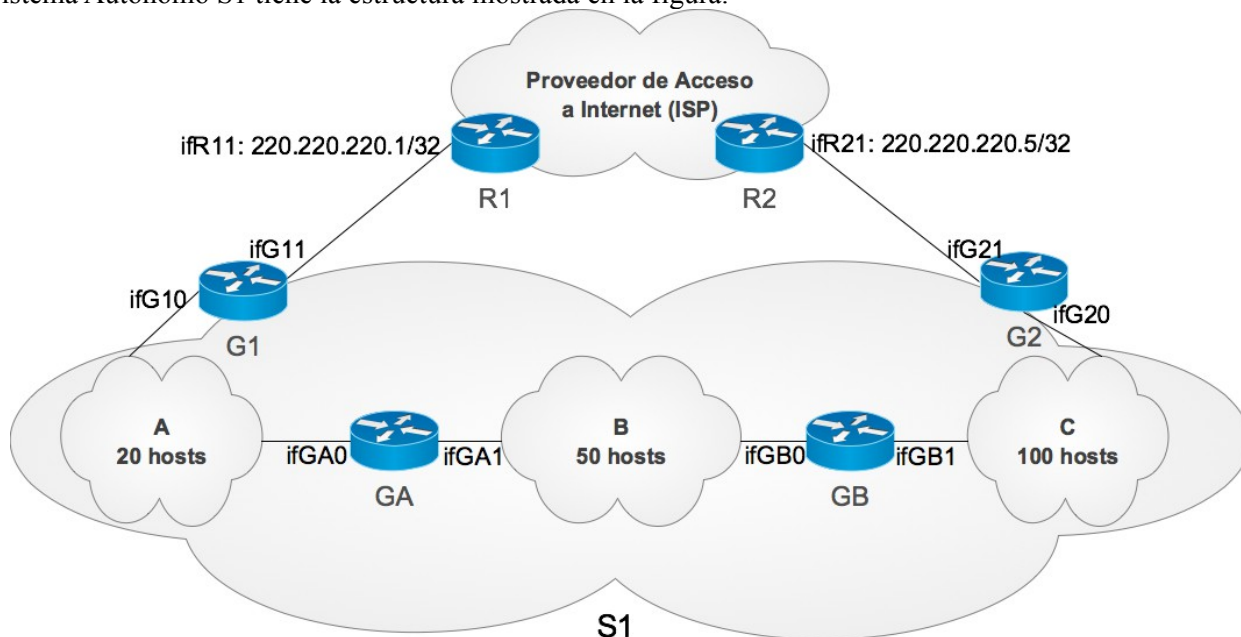 istema Autónomo S1 tiene la estructura mostrada en la figura.
Proveedor de Acceso
a Internet (ISP)
ifR11: 220.220.220.1/32
ifR21: 220.220.220.5/32
R1
R2
ifG11
ifG21
ifG10
ifG20
G1
G2
A
20 hosts
ifGA0
ifGA1
GA
B
50 hosts
ifGB0
ifGB1
GB
C
100 hosts
S1